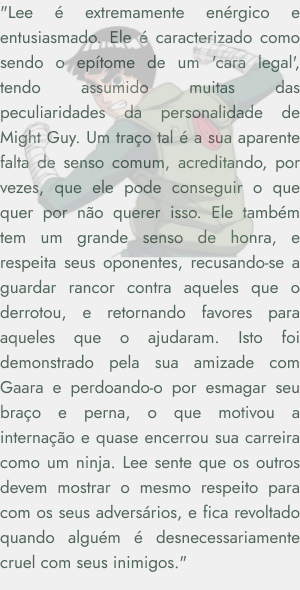 "Lee é extremamente enérgico e
entusiasmado. Ele é caracterizado como
sendo o epítome de um 'cara legal',
tendo assumido muitas das
peculiaridades da personalidade de
Might Guy. Um traço tal é a sua aparente
falta de senso comum, acreditando, por
vezes, que ele pode conseguir o que
quer por não querer isso. Ele também
tem um grande senso de honra, e
respeita seus oponentes, recusando-se a
guardar rancor contra aqueles que o
derrotou, e retornando favores para
aqueles que o ajudaram. Isto foi
demonstrado pela sua amizade com
Gaara e perdoando-o por esmagar seu
braço e perna, o que motivou a
internação e quase encerrou sua carreira
como um ninja. Lee sente que os outros
devem mostrar o mesmo respeito para
com os seus adversários, e fica revoltado
quando alguém é desnecessariamente
cruel com seus inimigos."